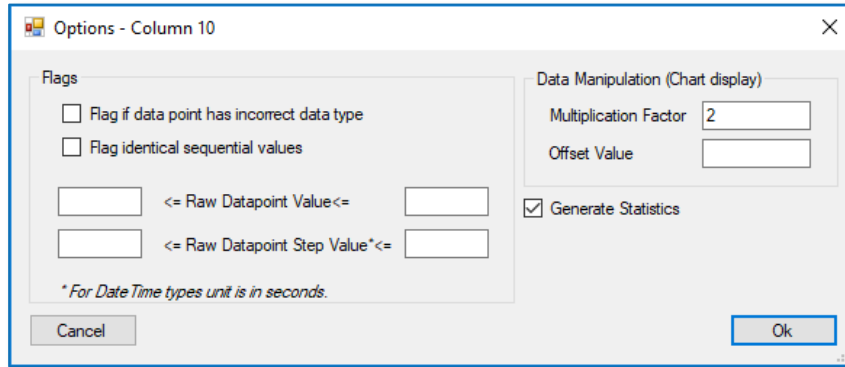 Options - Column 10
Flags
Flag if data point has incorrect data type
Flag identical sequential values
<= Raw Datapoint Value<=
<= Raw Datapoint Step Value*<=
* For DateTime types unit is in seconds.
Data Manipulation (Chart display)
Multiplication Factor 2
Offset Value
Generate Statistics
Cancel
Ok